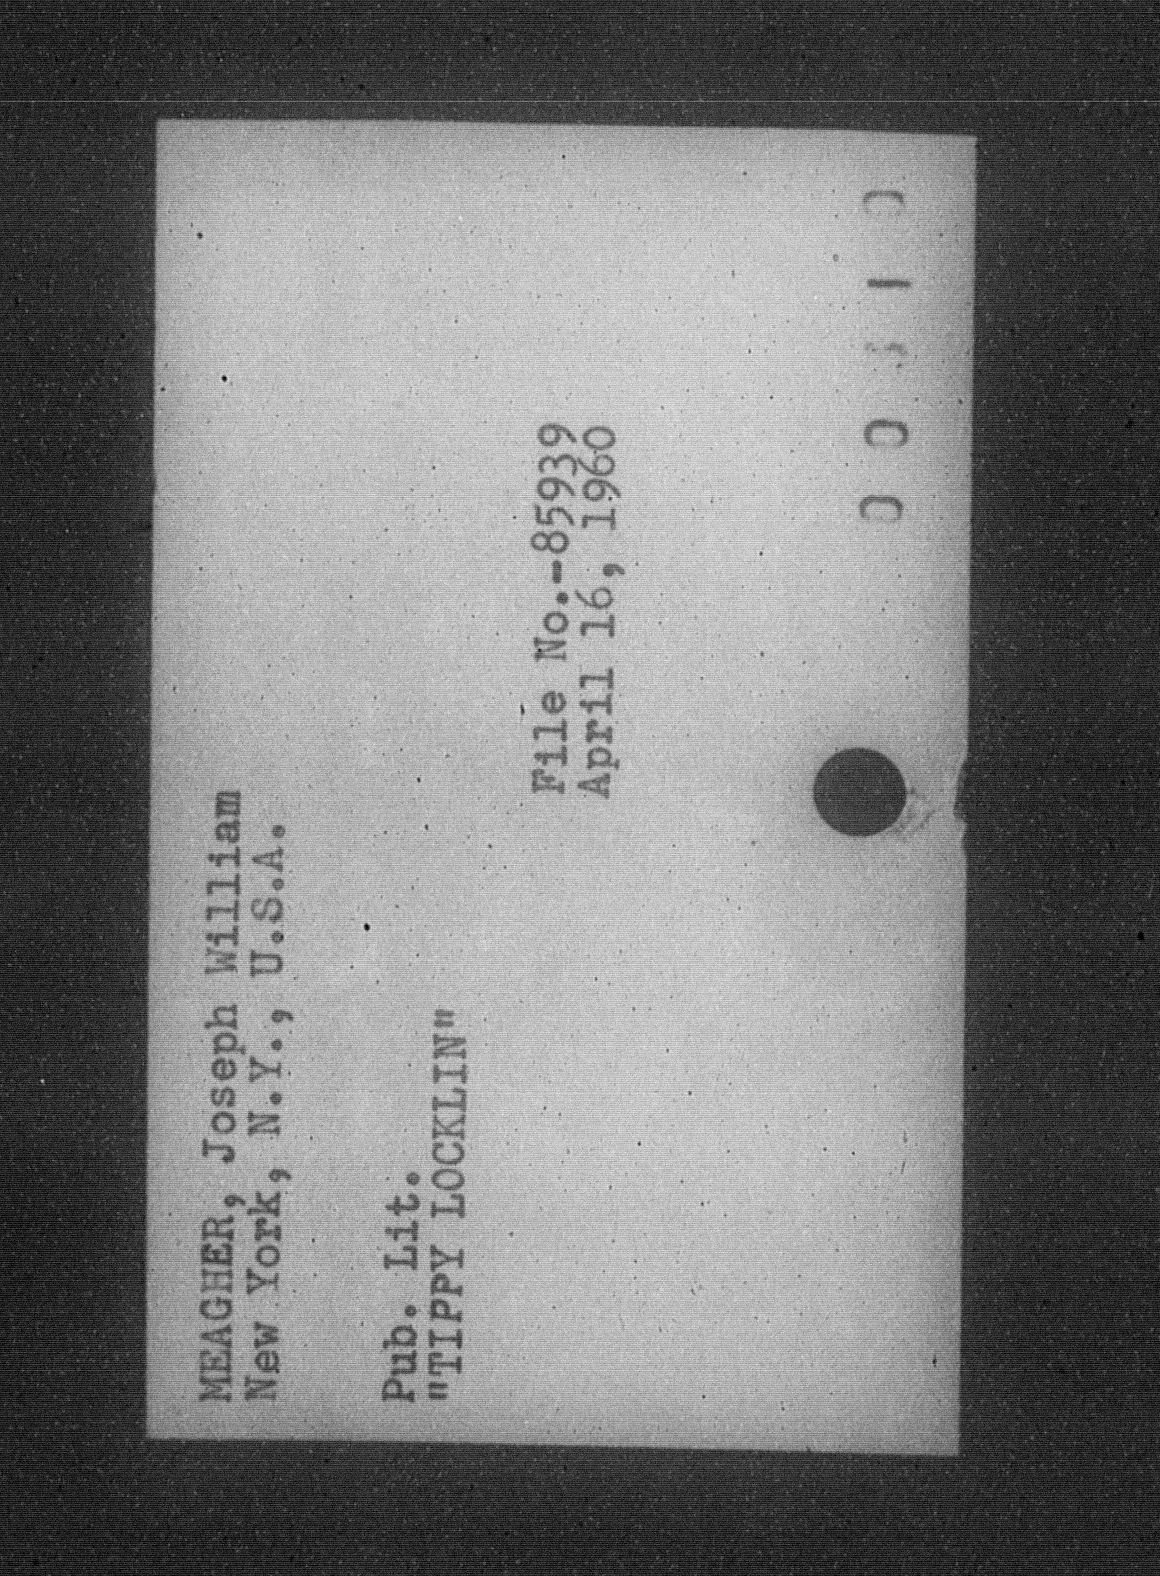 MEAGHER, Joseph William
New York, N.Y., U.S.A.
Pub. Lit.
"TIPPY LOCKLIN"
File No.-85939
April 16, 1960